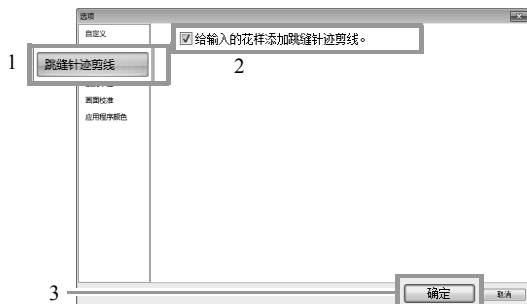 选项
自定义
给输入的花样添加跳缝针迹剪线。
1
跳缝针迹剪线
2
画面校准
应用程序颜色
3
确定
取消